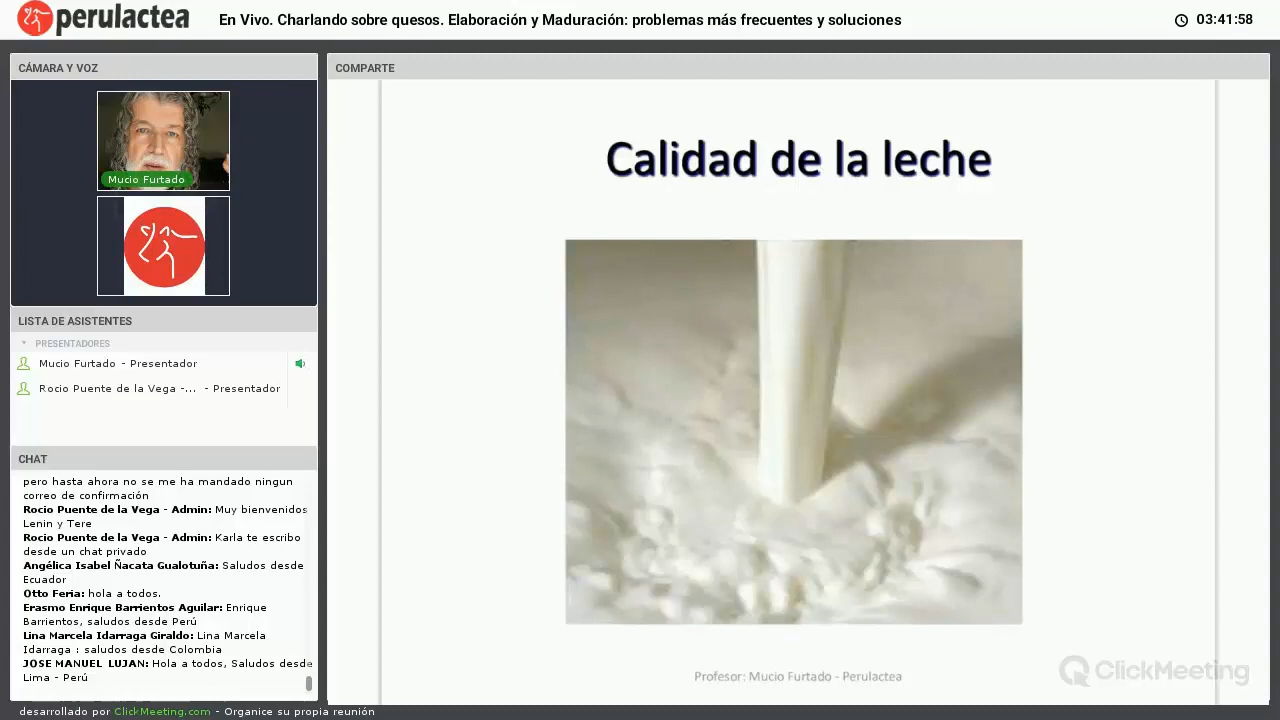 perulactea
En Vivo. Charlando sobre quesos. Elaboración y Maduración: problemas más frecuentes y soluciones
03:41:58
CÁMARA Y VOZ
Mucio Furtado
LISTA DE ASISTENTES
PRESENTADORES
Mucio Furtado - Presentador
Rocio Puente de la Vega -... - Presentador
CHAT
pero hasta ahora no se me ha mandado ningun
correo de confirmación
Rocio Puente de la Vega - Admin: Muy bienvenidos
Lenin y Tere
Rocio Puente de la Vega - Admin: Karla te escribo
desde un chat privado
Angélica Isabel Ñacata Gualotuña: Saludos desde
Ecuador
Otto Feria: hola a todos.
Erasmo Enrique Barrientos Aguilar: Enrique
Barrientos, saludos desde Perú
Lina Marcela Idarraga Giraldo: Lina Marcela
Idarraga : saludos desde Colombia
JOSE MANUEL LUJAN: Hola a todos, Saludos desde
Lima - Perú
COMPARTE
Calidad de la leche
Profesor: Mucio Furtado - Perulactea
ClickMeeting
desarrollado por ClickMeeting.com - Organice su propia reunión